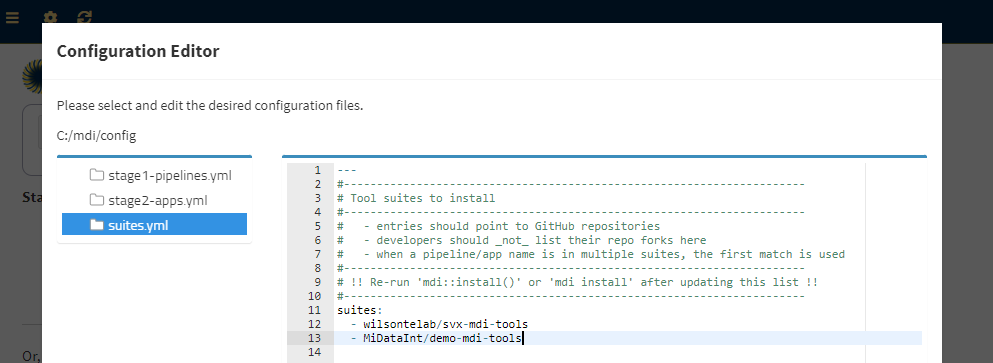 Configuration Editor
Please select and edit the desired configuration files.
C:/mdi/config
stage1-pipelines.yml
stage2-apps.yml
suites.yml
Sta
Or,
1 ---
2 #-----------------------------------------------------------------------
3 # Tool suites to install
4 #-----------------------------------------------------------------------
5 #   - entries should point to GitHub repositories
6 #   - developers should _not_ list their repo forks here
7 #   - when a pipeline/app name is in multiple suites, the first match is used
8 #-----------------------------------------------------------------------
9 # !! Re-run 'mdi::install()' or 'mdi install' after updating this list !!
10 #-----------------------------------------------------------------------
11 suites:
12   - wilsontelab/svx-mdi-tools
13   - MiDataInt/demo-mdi-tools
14